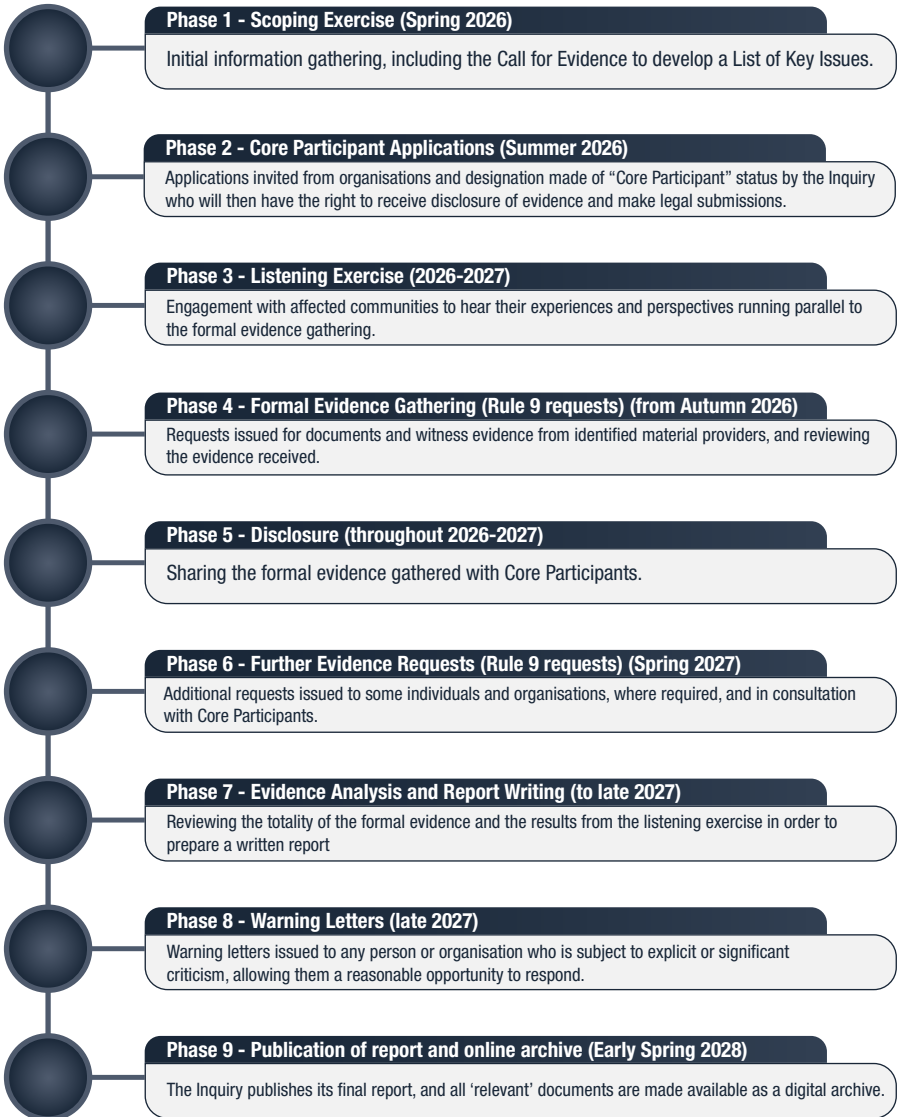 Phase 1 - Scoping Exercise (Spring 2026)
Initial information gathering, including the Call for Evidence to develop a List of Key Issues.
Phase 2 - Core Participant Applications (Summer 2026)
Applications invited from organisations and designation made of “Core Participant” status by the Inquiry
who will then have the right to receive disclosure of evidence and make legal submissions.
Phase 3 - Listening Exercise (2026-2027)
Engagement with affected communities to hear their experiences and perspectives running parallel to
the formal evidence gathering.
Phase 4 - Formal Evidence Gathering (Rule 9 requests) (from Autumn 2026)
Requests issued for documents and witness evidence from identified material providers, and reviewing
the evidence received.
Phase 5 - Disclosure (throughout 2026-2027)
Sharing the formal evidence gathered with Core Participants.
Phase 6 - Further Evidence Requests (Rule 9 requests) (Spring 2027)
Additional requests issued to some individuals and organisations, where required, and in consultation
with Core Participants.
Phase 7 - Evidence Analysis and Report Writing (to late 2027)
Reviewing the totality of the formal evidence and the results from the listening exercise in order to
prepare a written report
Phase 8 - Warning Letters (late 2027)
Warning letters issued to any person or organisation who is subject to explicit or significant
criticism, allowing them a reasonable opportunity to respond.
Phase 9 - Publication of report and online archive (Early Spring 2028)
The Inquiry publishes its final report, and all ‘relevant’ documents are made available as a digital archive.